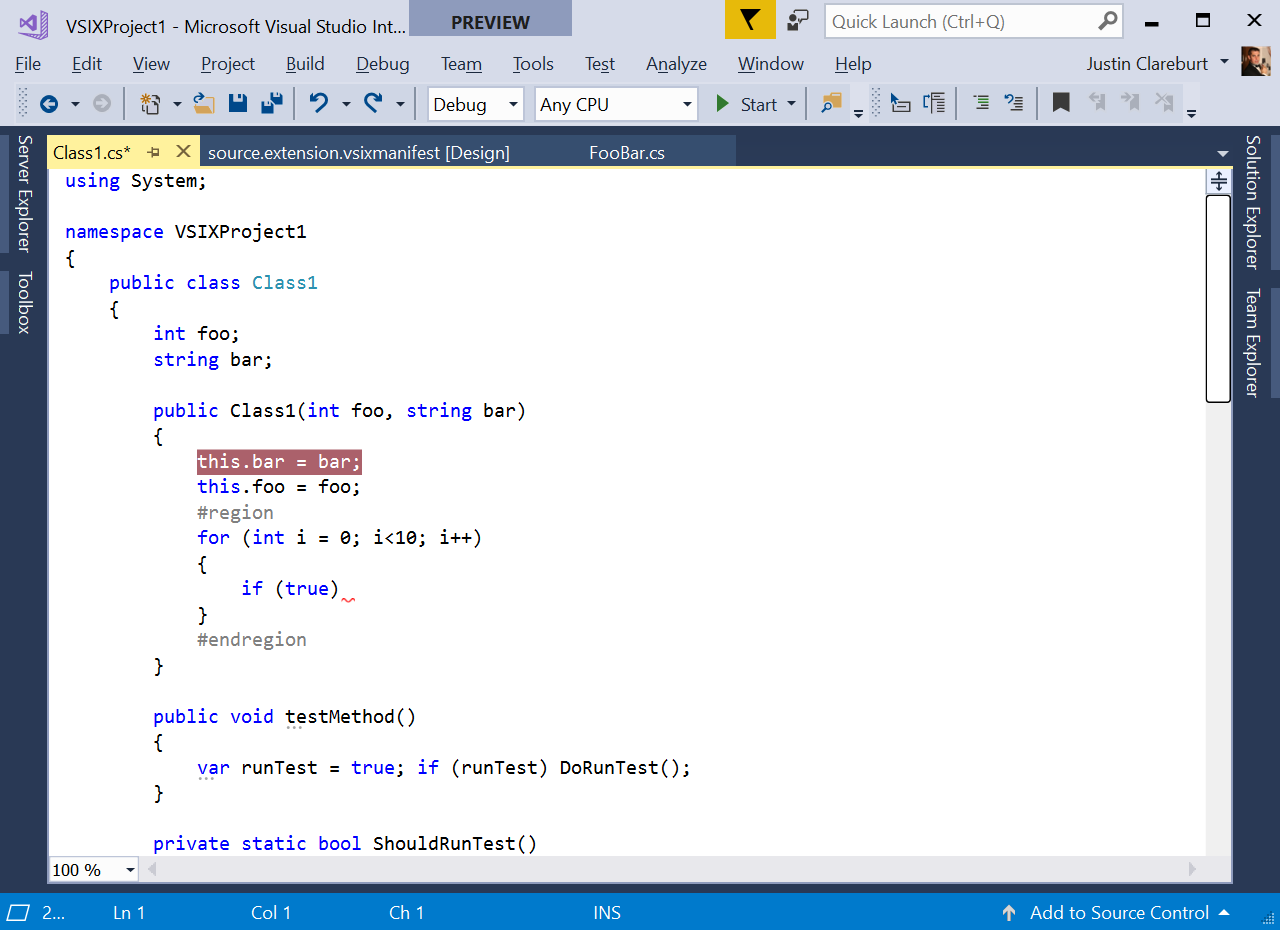 VSIXProject1 - Microsoft Visual Studio Int...
PREVIEW
Quick Launch (Ctrl+Q)
File Edit View Project Build Debug Team Tools Test Analyze Window Help
Justin Clareburt
Debug
Any CPU
Start
Server Explorer
Toolbox
Class1.cs*
source.extension.vsixmanifest [Design]
FooBar.cs
using System;
namespace VSIXProject1
{
public class Class1
{
int foo;
string bar;
public Class1(int foo, string bar)
{
this.bar = bar;
this.foo = foo;
#region
for (int i = 0; i<10; i++)
{
if (true)
}
#endregion
}
public void testMethod()
{
var runTest = true; if (runTest) DoRunTest();
}
private static bool ShouldRunTest()
Solution Explorer
Team Explorer
100 %
2...
Ln 1
Col 1
Ch 1
INS
Add to Source Control